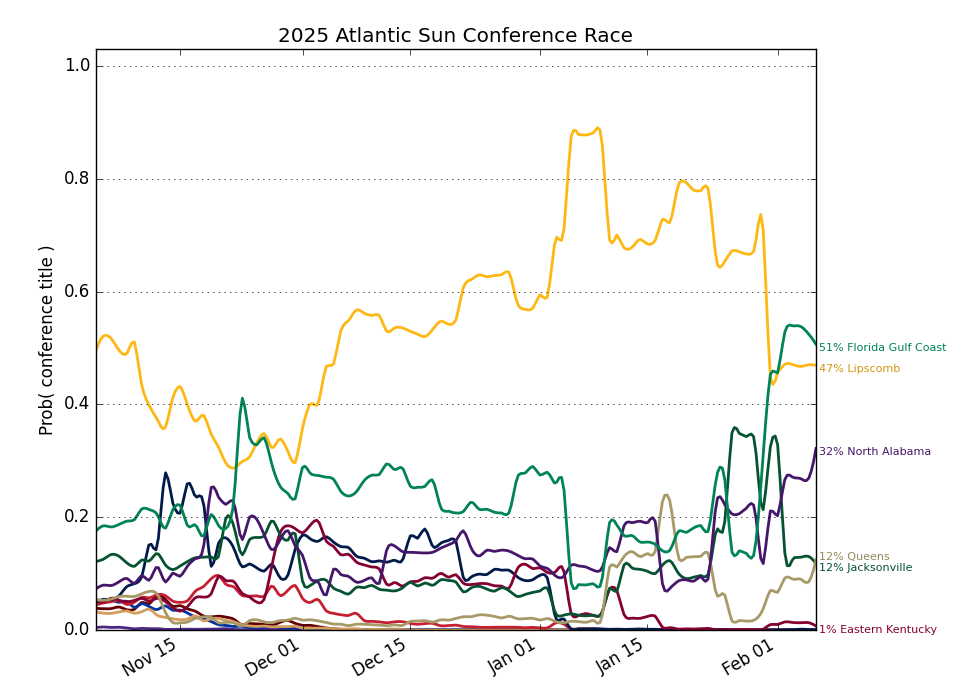 2025 Atlantic Sun Conference Race
Prob( conference title )
1.0
0.8
0.6
0.4
0.2
0.0
51% Florida Gulf Coast
47% Lipscomb
32% North Alabama
12% Queens
12% Jacksonville
1% Eastern Kentucky
Nov 15
Dec 01
Dec 15
Jan 01
Jan 15
Feb 01